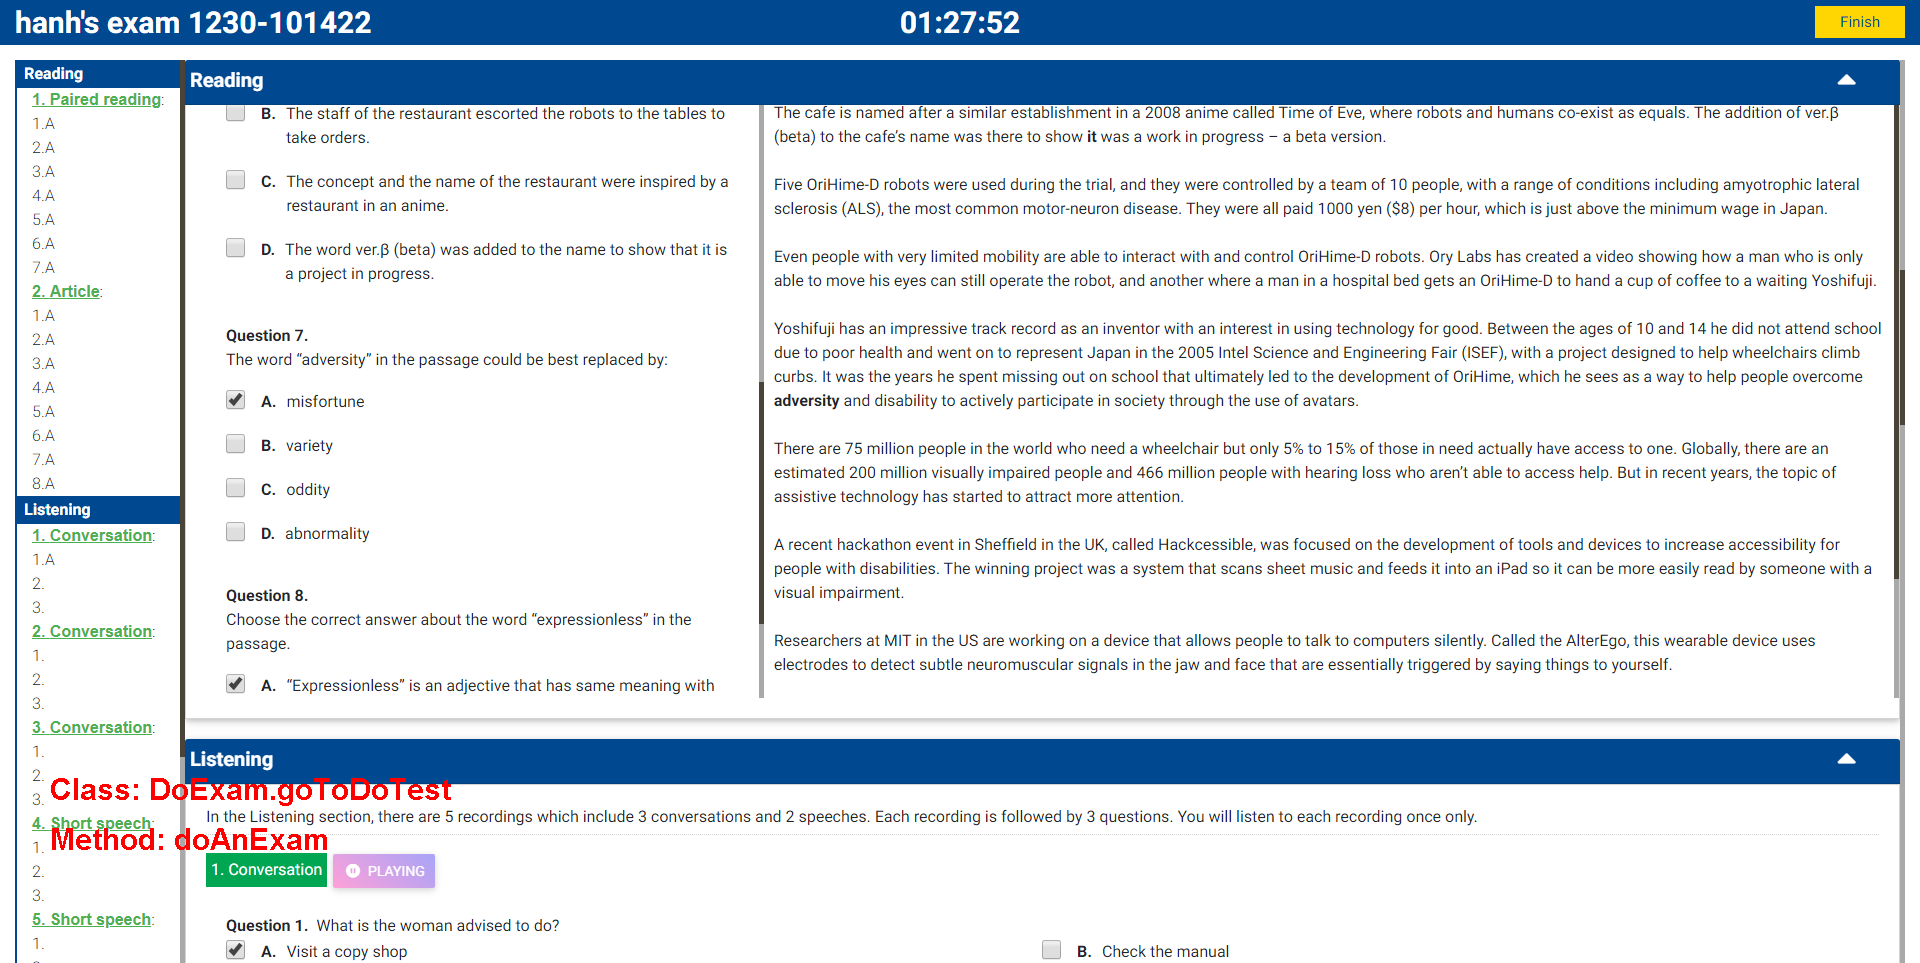 hanh's exam 1230-101422
01:27:52
Finish
Reading
1. Paired reading:
1.A
2.A
3.A
4.A
5.A
6.A
7.A
2. Article:
1.A
2.A
3.A
4.A
5.A
6.A
7.A
8.A
Listening
1. Conversation:
1.A
2.
3.
2. Conversation:
1.
2.
3.
3. Conversation:
1.
2.
3.
4. Short speech:
1.
2.
3.
5. Short speech:
1.
Class: DoExam.goToDoTest
Method: doAnExam
Reading
B. The staff of the restaurant escorted the robots to the tables to
take orders.
C. The concept and the name of the restaurant were inspired by a
restaurant in an anime.
D. The word ver.β (beta) was added to the name to show that it is
a project in progress.
Question 7.
The word “adversity” in the passage could be best replaced by:
A. misfortune
B. variety
C. oddity
D. abnormality
Question 8.
Choose the correct answer about the word “expressionless” in the
passage.
A. “Expressionless” is an adjective that has same meaning with
The cafe is named after a similar establishment in a 2008 anime called Time of Eve, where robots and humans co-exist as equals. The addition of ver.β
(beta) to the cafe’s name was there to show it was a work in progress – a beta version.
Five OriHime-D robots were used during the trial, and they were controlled by a team of 10 people, with a range of conditions including amyotrophic lateral
sclerosis (ALS), the most common motor-neuron disease. They were all paid 1000 yen ($8) per hour, which is just above the minimum wage in Japan.
Even people with very limited mobility are able to interact with and control OriHime-D robots. Ory Labs has created a video showing how a man who is only
able to move his eyes can still operate the robot, and another where a man in a hospital bed gets an OriHime-D to hand a cup of coffee to a waiting Yoshifuji.
Yoshifuji has an impressive track record as an inventor with an interest in using technology for good. Between the ages of 10 and 14 he did not attend school
due to poor health and went on to represent Japan in the 2005 Intel Science and Engineering Fair (ISEF), with a project designed to help wheelchairs climb
curbs. It was the years he spent missing out on school that ultimately led to the development of OriHime, which he sees as a way to help people overcome
adversity and disability to actively participate in society through the use of avatars.
There are 75 million people in the world who need a wheelchair but only 5% to 15% of those in need actually have access to one. Globally, there are an
estimated 200 million visually impaired people and 466 million people with hearing loss who aren’t able to access help. But in recent years, the topic of
assistive technology has started to attract more attention.
A recent hackathon event in Sheffield in the UK, called Hackcessible, was focused on the development of tools and devices to increase accessibility for
people with disabilities. The winning project was a system that scans sheet music and feeds it into an iPad so it can be more easily read by someone with a
visual impairment.
Researchers at MIT in the US are working on a device that allows people to talk to computers silently. Called the AlterEgo, this wearable device uses
electrodes to detect subtle neuromuscular signals in the jaw and face that are essentially triggered by saying things to yourself.
Listening
In the Listening section, there are 5 recordings which include 3 conversations and 2 speeches. Each recording is followed by 3 questions. You will listen to each recording once only.
1. Conversation
PLAYING
Question 1. What is the woman advised to do?
A. Visit a copy shop
B. Check the manual